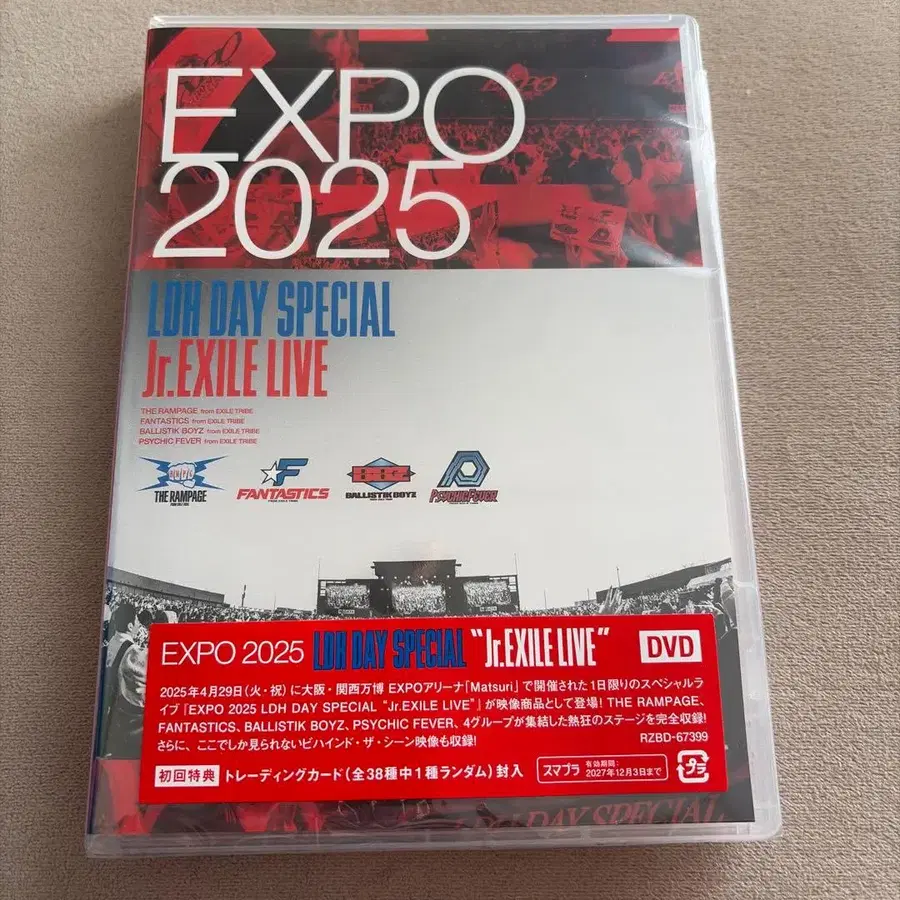 EXPO
2025
LDH DAY SPECIAL
Jr.EXILE LIVE
THE RAMPAGE from EXILE TRIBE
FANTASTICS from EXILE TRIBE
BALLISTIK BOYZ from EXILE TRIBE
PSYCHIC FEVER from EXILE TRIBE
THE RAMPAGE
FANTASTICS
BALLISTIK BOYZ
PSYCHIC FEVER
EXPO 2025 LDH DAY SPECIAL "Jr.EXILE LIVE" DVD
2025年4月29日(火・祝)に大阪・関西万博 EXPOアリーナ「Matsuri」で開催された1日限りのスペシャルラ
イブ『EXPO 2025 LDH DAY SPECIAL "Jr.EXILE LIVE"』が映像商品として登場! THE RAMPAGE、
FANTASTICS、BALLISTIK BOYZ、PSYCHIC FEVER、4グループが集結した熱狂のステージを完全収録!
さらに、ここでしか見られないビハインド・ザ・シーン映像も収録! RZBD-67399
初回特典 トレーディングカード(全38種中1種ランダム)封入 スマプラ 有効期間:
2027年12月3日まで プラ
LDH DAY SPECIAL